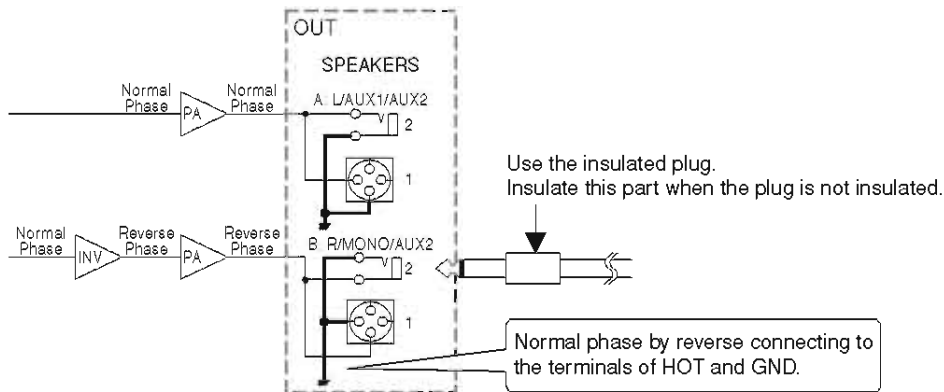 OUT
SPEAKERS
Normal Phase
PA
Normal Phase
A: L/AUX1/AUX2
2
1
Use the insulated plug.
Insulate this part when the plug is not insulated.
Normal Phase
INV
Reverse Phase
PA
Reverse Phase
B R/MONO/AUX2
2
1
Normal phase by reverse connecting to
the terminals of HOT and GND.